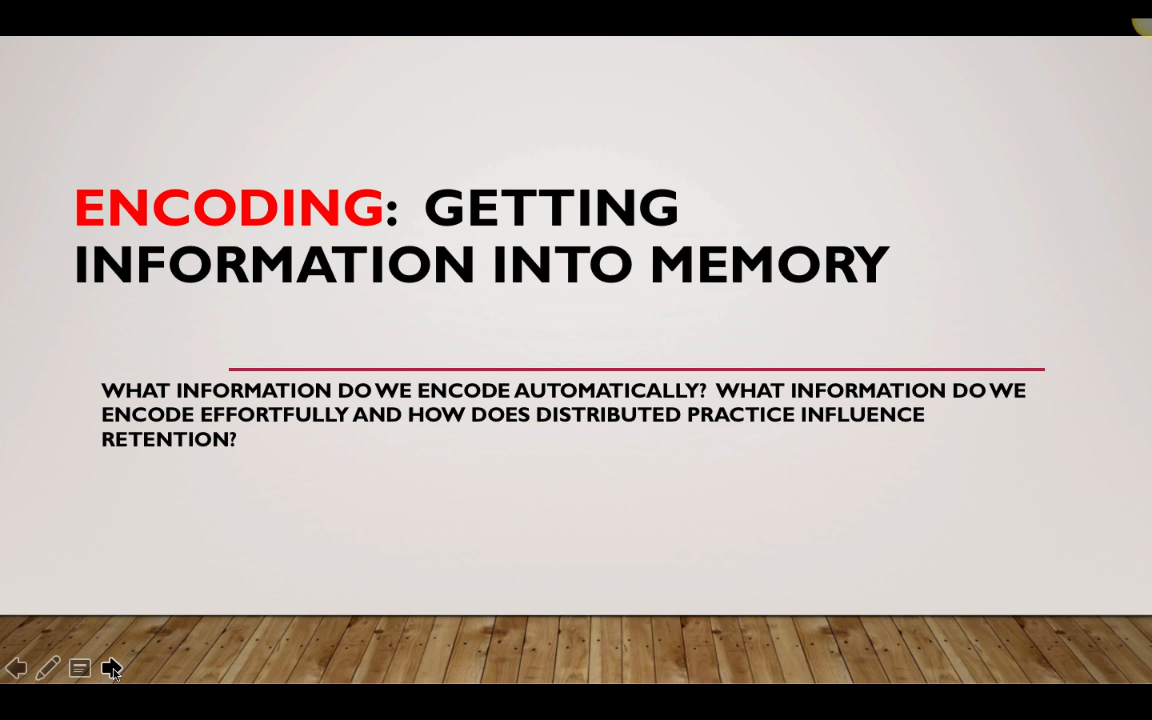 ENCODING: GETTING
INFORMATION INTO MEMORY
WHAT INFORMATION DO WE ENCODE AUTOMATICALLY? WHAT INFORMATION DO WE
ENCODE EFFORTFULLY AND HOW DOES DISTRIBUTED PRACTICE INFLUENCE
RETENTION?